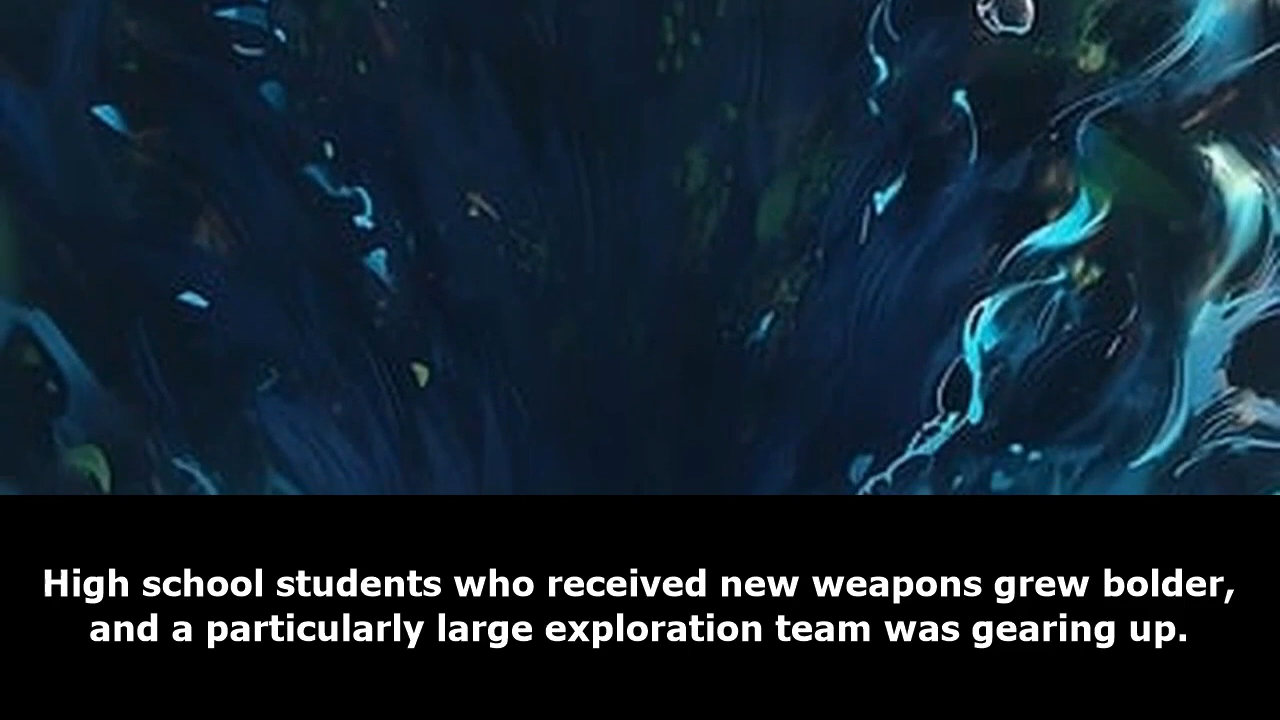 High school students who received new weapons grew bolder,
and a particularly large exploration team was gearing up.